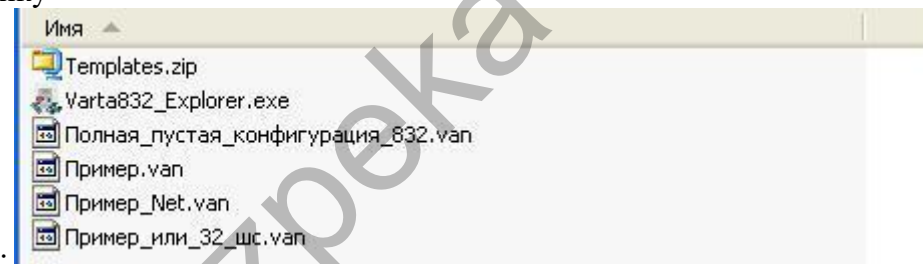 Имя
Templates.zip
Varta832_Explorer.exe
Полная_пустая_конфигурация_832.van
Пример.van
Пример_Net.van
Пример_или_32_шс.van
.